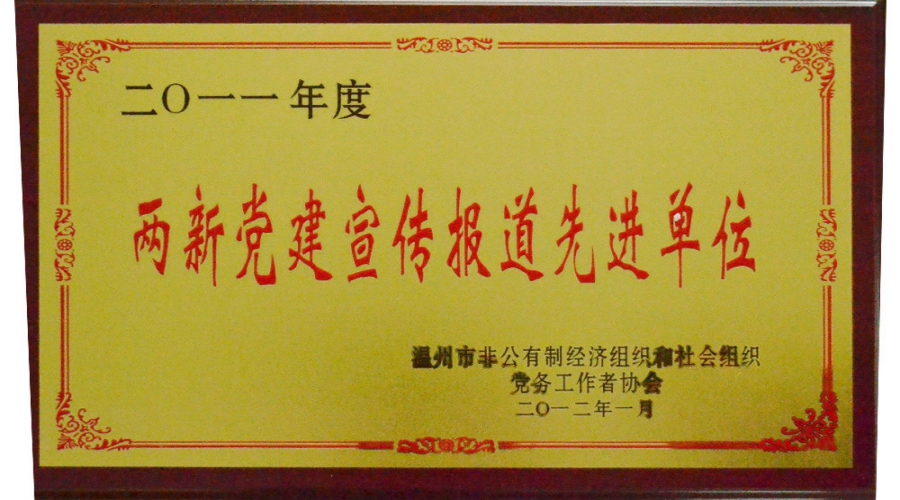 二〇一一年度
两新党建宣传报道先进单位
温州市非公有制经济组织和社会组织
党务工作者协会
二〇一二年一月